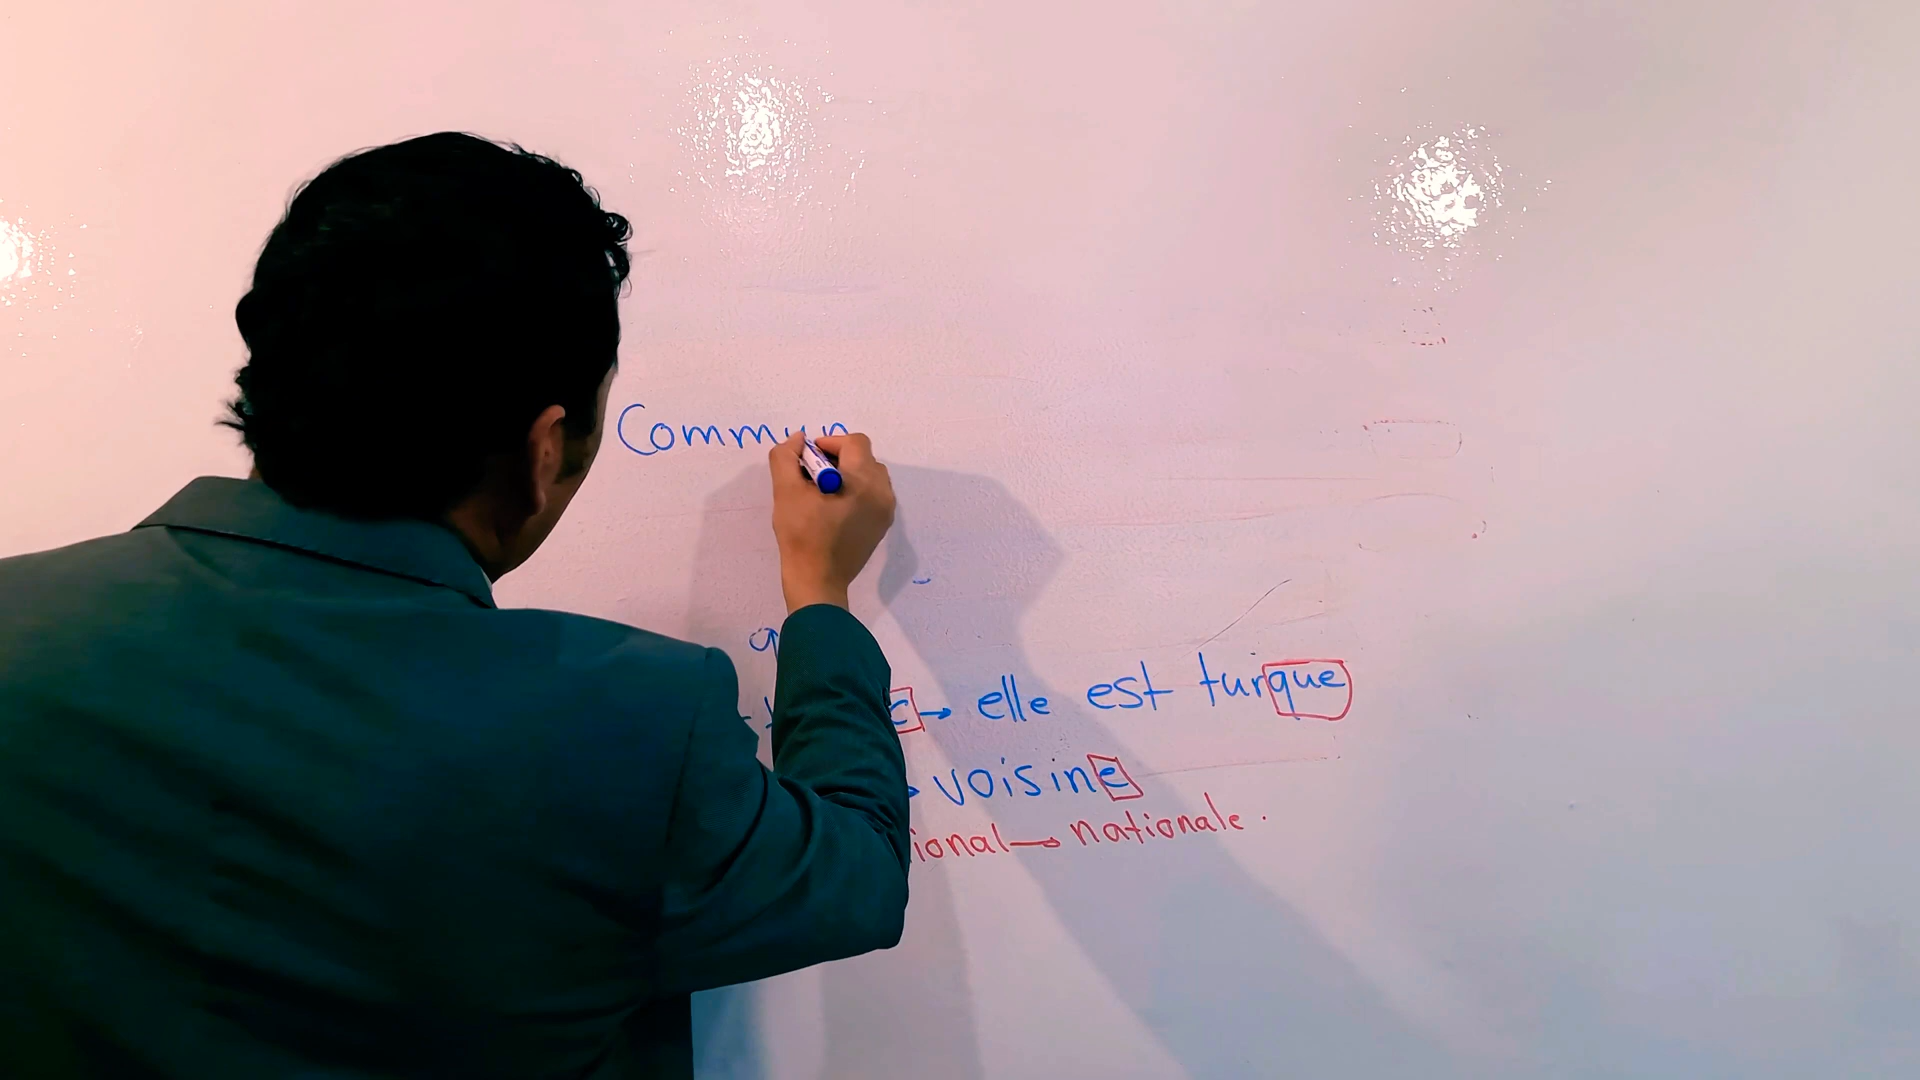 Commun
c → elle est turque
→ voisine
ional → nationale.